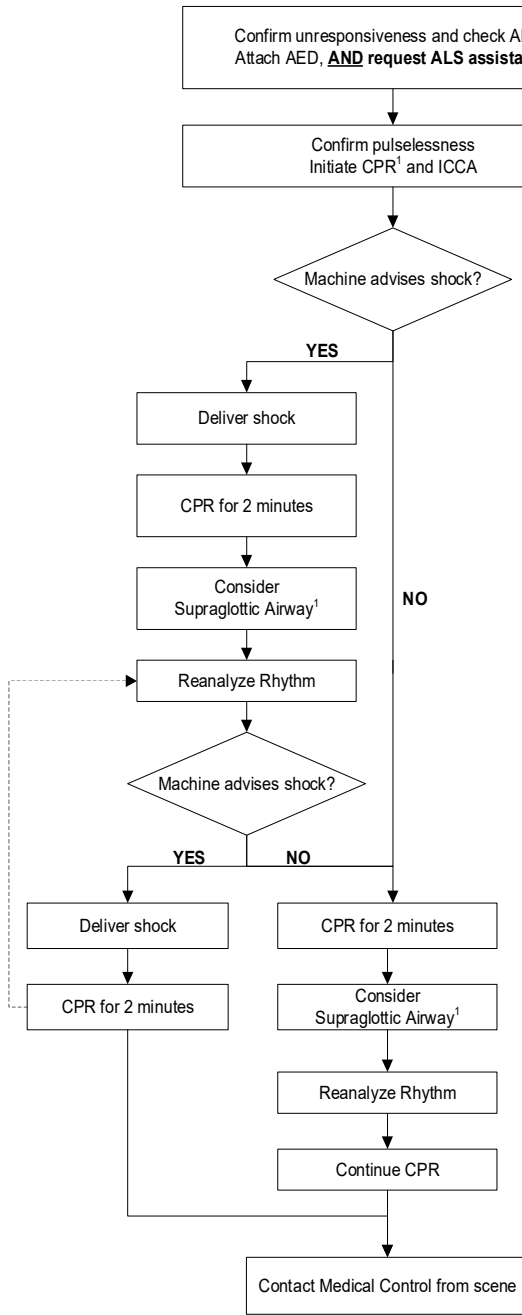 Confirm unresponsiveness and check
Attach AED, AND request ALS
Confirm pulselessness
Initiate CPR¹ and ICCA
Machine advises shock?
YES
Deliver shock
CPR for 2 minutes
Consider
Supraglottic Airway¹
NO
Reanalyze Rhythm
Machine advises shock?
YES
NO
Deliver shock
CPR for 2 minutes
CPR for 2 minutes
Consider
Supraglottic Airway¹
Reanalyze Rhythm
Continue CPR
Contact Medical Control from scene